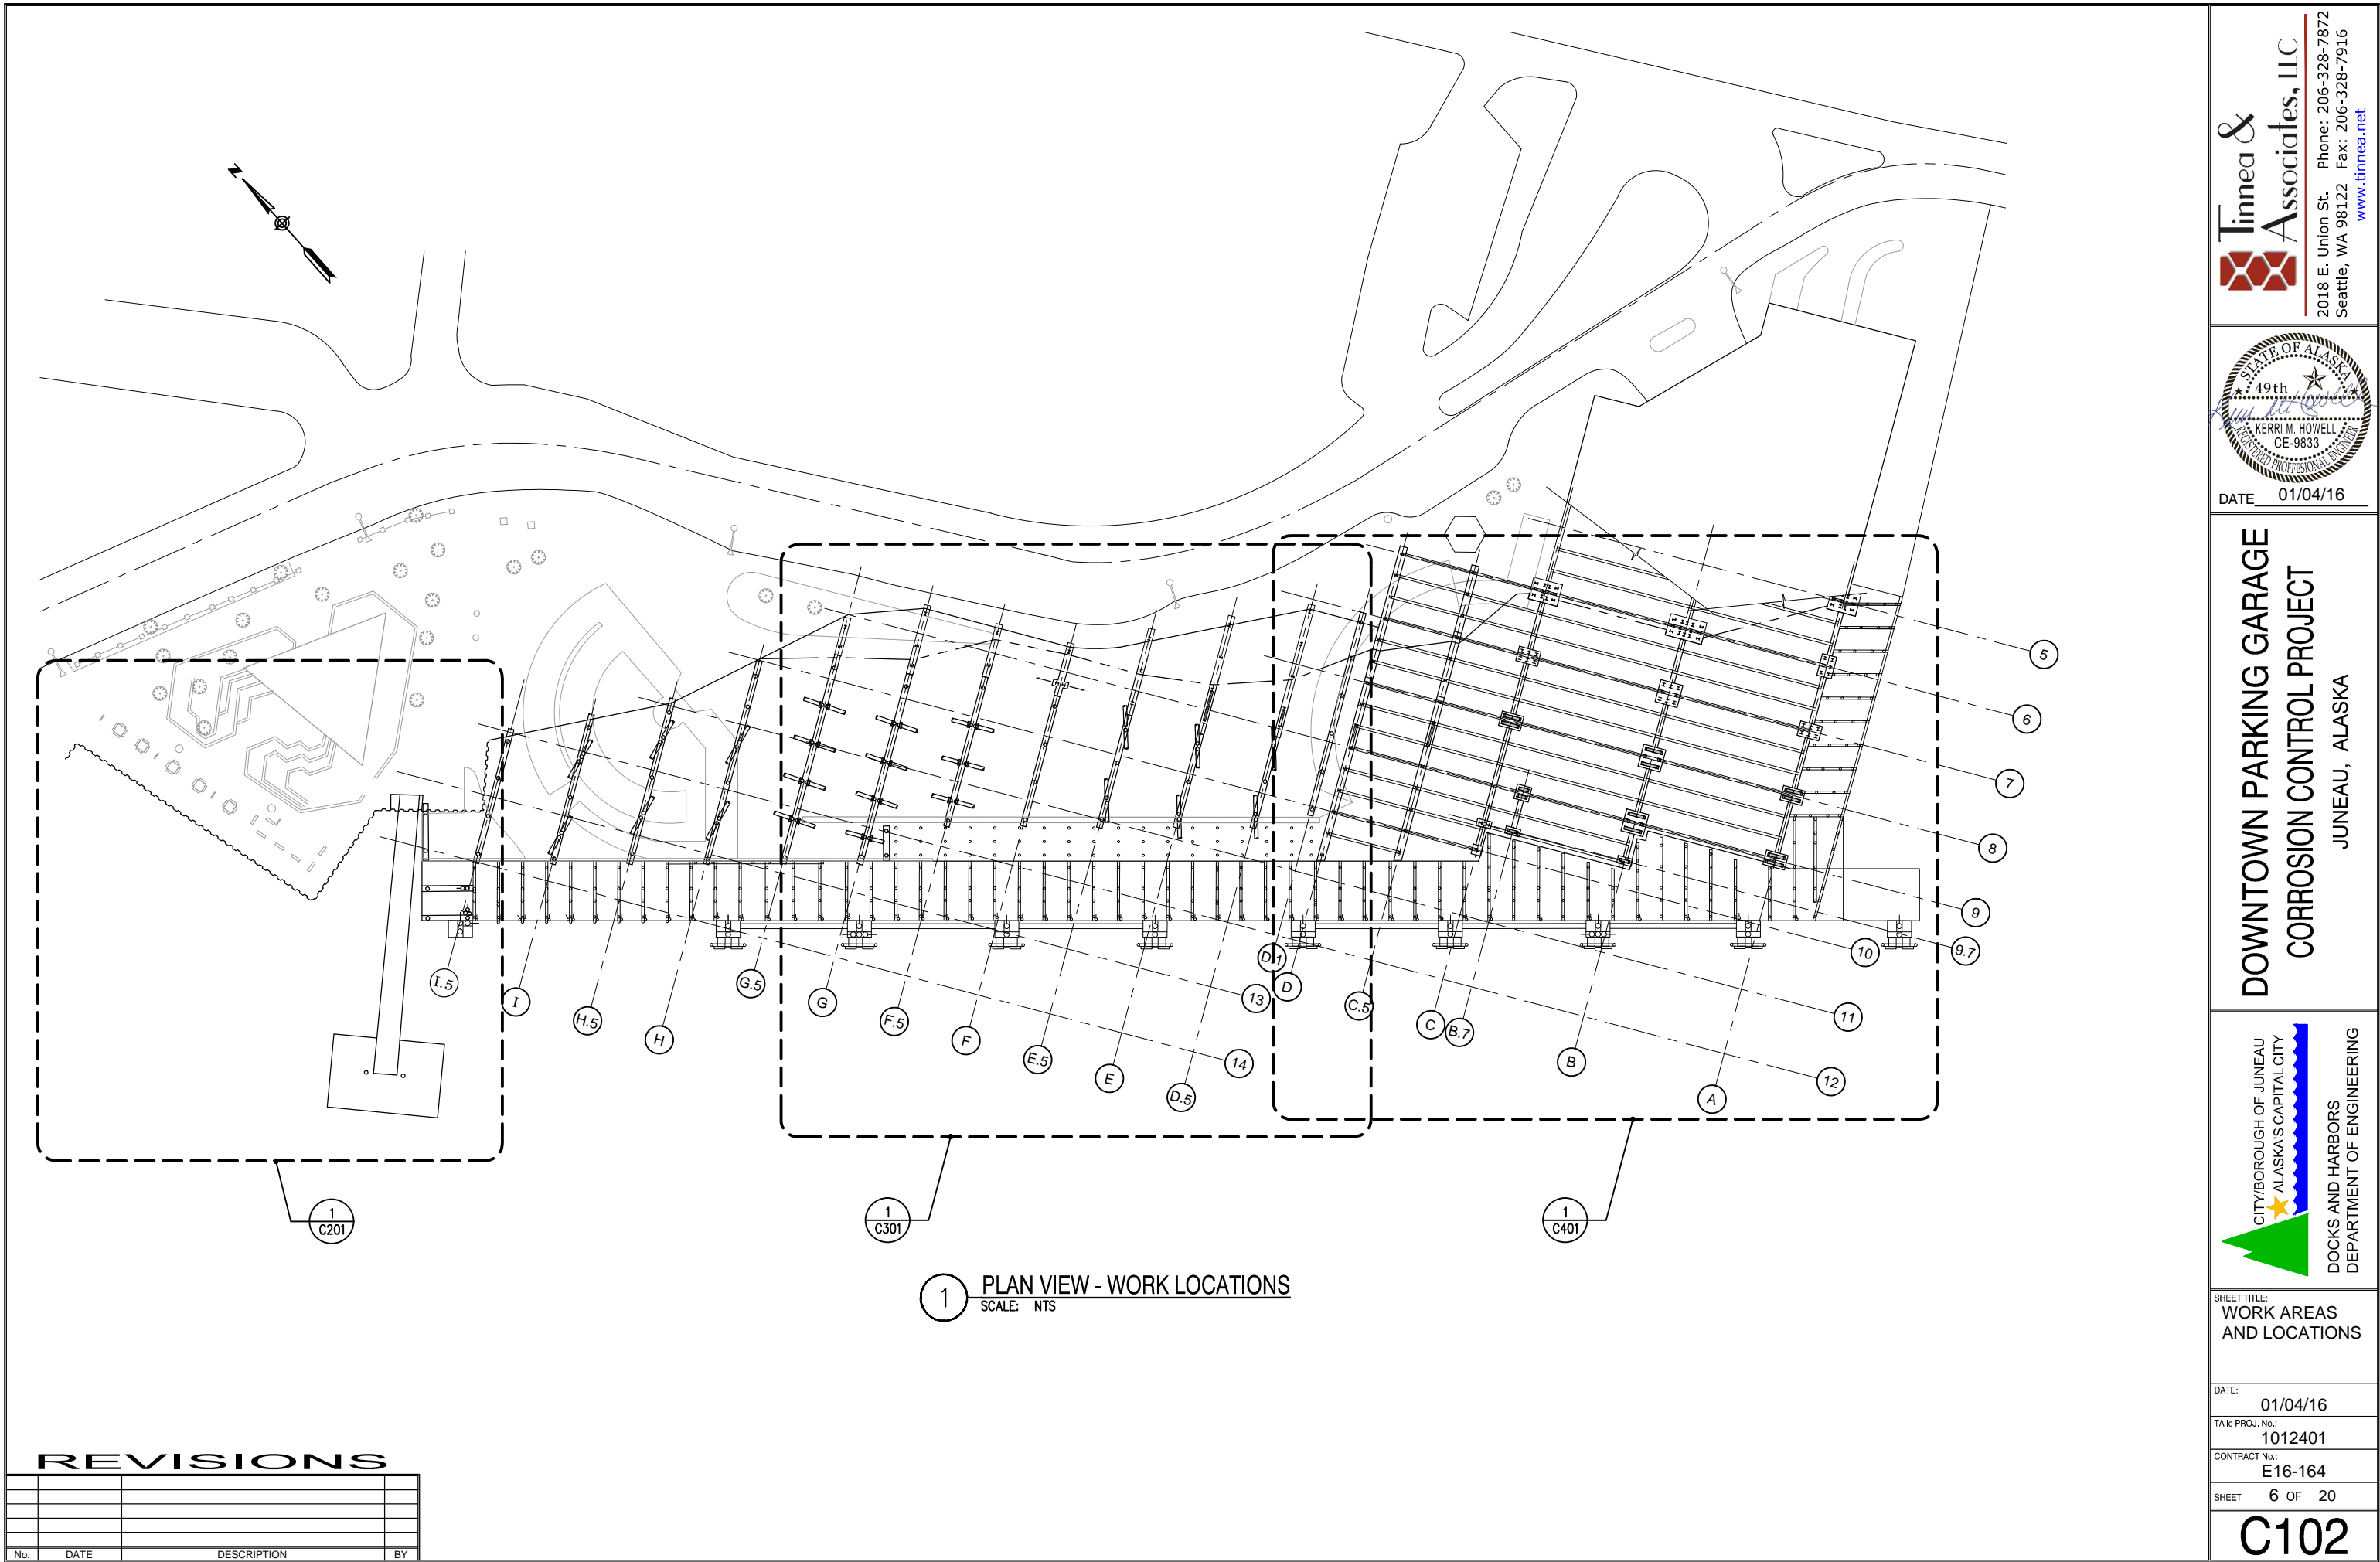 N
5
6
7
8
9
9.7
10
11
12
13
14
I.5
I
H.5
H
G.5
G
F.5
F
E.5
E
D.5
D.1
D
C.5
C
B.7
B
A
1
C201
1
C301
1
C401
1
PLAN VIEW - WORK LOCATIONS
SCALE: NTS
REVISIONS
No. DATE DESCRIPTION BY
Tinnea &
Associates, LLC
2018 E. Union St. Phone: 206-328-7872
Seattle, WA 98122 Fax: 206-328-7916
www.tinnea.net
STATE OF ALASKA
49th
KERRI M. HOWELL
CE-9833
REGISTERED PROFFESIONAL ENGINEER
DATE 01/04/16
DOWNTOWN PARKING GARAGE
CORROSION CONTROL PROJECT
JUNEAU, ALASKA
CITY/BOROUGH OF JUNEAU
ALASKA'S CAPITAL CITY
DOCKS AND HARBORS
DEPARTMENT OF ENGINEERING
SHEET TITLE:
WORK AREAS
AND LOCATIONS
DATE:
01/04/16
TAllc PROJ. No.:
1012401
CONTRACT No.:
E16-164
SHEET 6 OF 20
C102